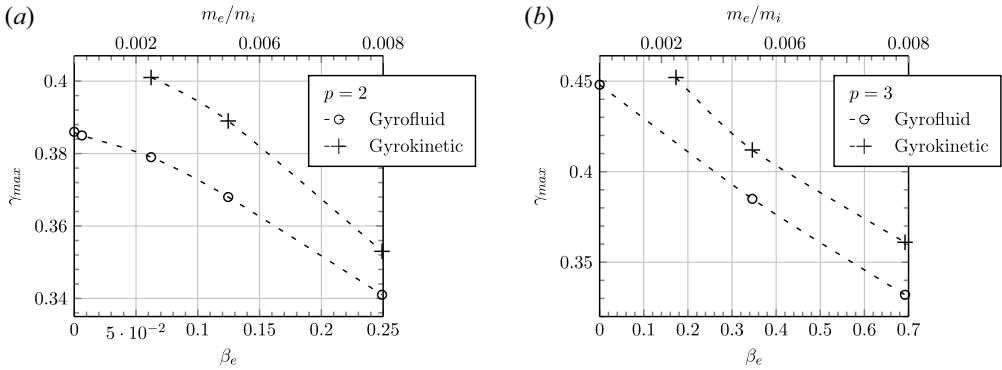 (a)
m_e/m_i
0.002 0.006 0.008
0.4
0.38
0.36
0.34
γ_max
p = 2
Gyrofluid
Gyrokinetic
0 5·10⁻² 0.1 0.15 0.2 0.25
β_e
(b)
m_e/m_i
0.002 0.006 0.008
0.45
0.4
0.35
γ_max
p = 3
Gyrofluid
Gyrokinetic
0 0.1 0.2 0.3 0.4 0.5 0.6 0.7
β_e